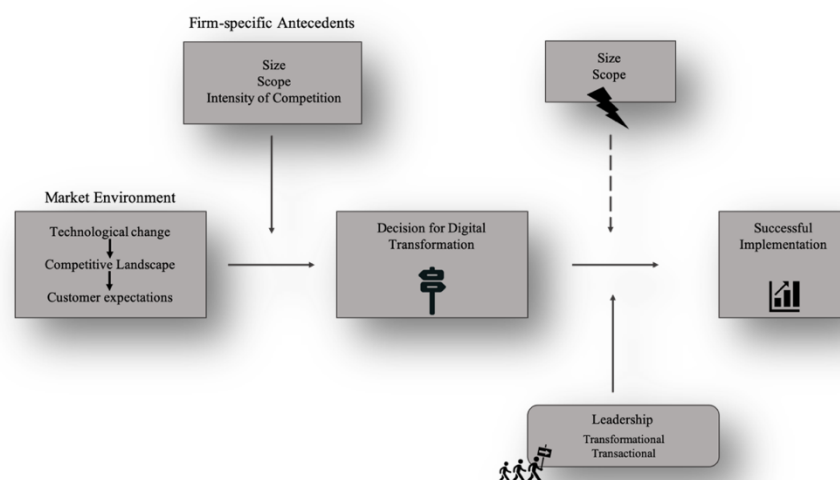 Firm-specific Antecedents
Size
Scope
Intensity of Competition
Size
Scope
Market Environment
Technological change
Competitive Landscape
Customer expectations
Decision for Digital
Transformation
Successful
Implementation
Leadership
Transformational
Transactional